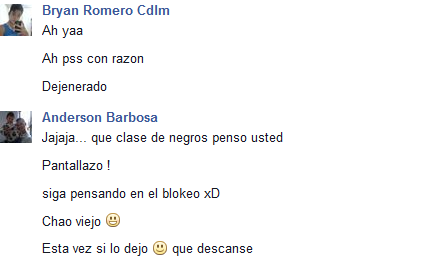 Bryan Romero Cdlm
Ah yaa
Ah pss con razon
Dejenerado
Anderson Barbosa
Jajaja... que clase de negros penso usted
Pantallazo !
siga pensando en el blokeo xD
Chao viejo 😃
Esta vez si lo dejo 🙂 que descanse